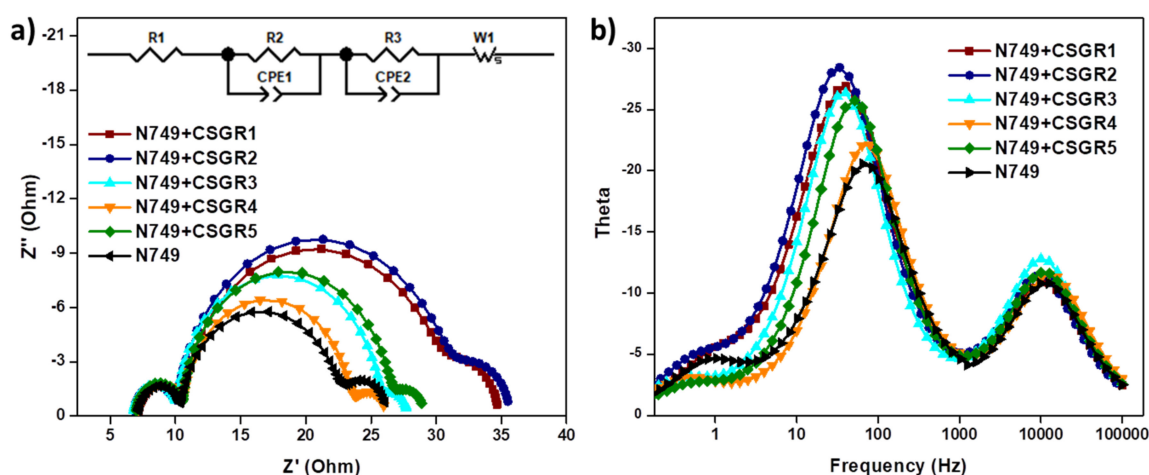 a)
-21
-18
-15
-12
-9
-6
-3
0
Z'' (Ohm)
R1 R2 R3 W1
CPE1 CPE2 s
N749+CSGR1
N749+CSGR2
N749+CSGR3
N749+CSGR4
N749+CSGR5
N749
5 10 15 20 25 30 35 40
Z' (Ohm)
b)
-30
-25
-20
-15
-10
-5
0
Theta
N749+CSGR1
N749+CSGR2
N749+CSGR3
N749+CSGR4
N749+CSGR5
N749
1 10 100 1000 10000 100000
Frequency (Hz)